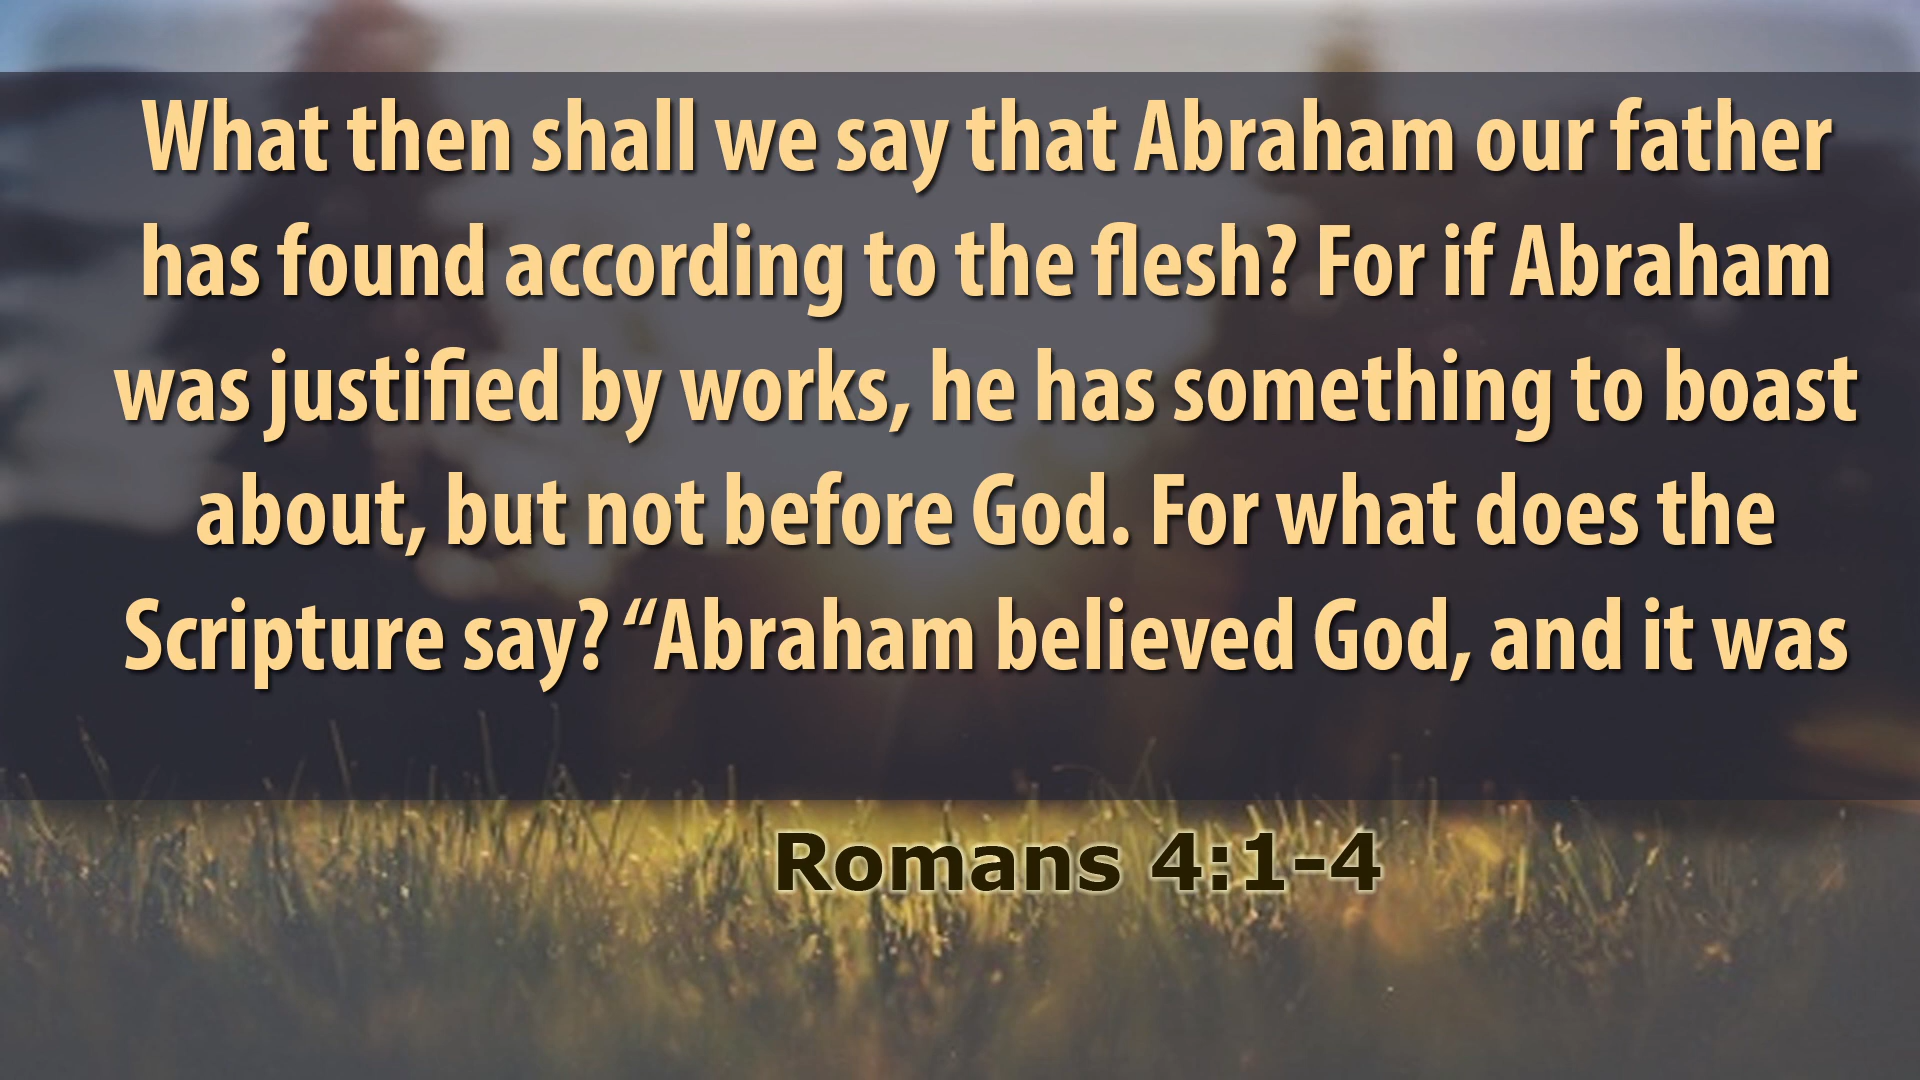 What then shall we say that Abraham our father
has found according to the flesh? For if Abraham
was justified by works, he has something to boast
about, but not before God. For what does the
Scripture say? “Abraham believed God, and it was
Romans 4:1-4